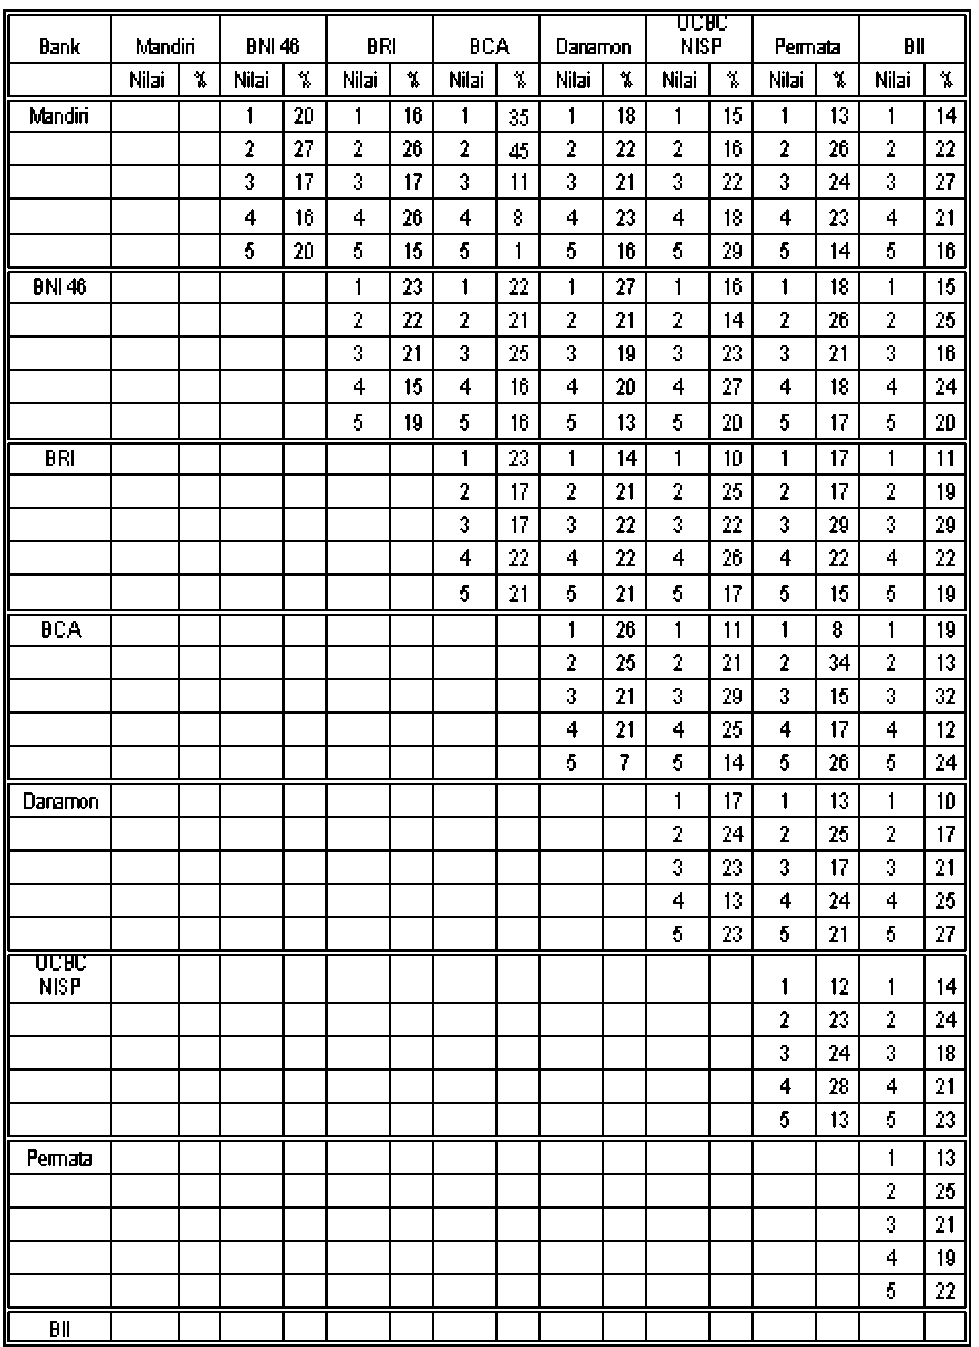 OCBC
Bank Mandiri BNI 46 BRI BCA Danamon NISP Permata BII
Nilai % Nilai % Nilai % Nilai % Nilai % Nilai % Nilai % Nilai %
Mandiri 1 20 1 16 1 35 1 18 1 15 1 13 1 14
2 27 2 26 2 45 2 22 2 16 2 26 2 22
3 17 3 17 3 11 3 21 3 22 3 24 3 27
4 16 4 26 4 8 4 23 4 18 4 23 4 21
5 20 5 15 5 1 5 16 5 29 5 14 5 16
BNI 46 1 23 1 22 1 27 1 16 1 18 1 15
2 22 2 21 2 21 2 14 2 26 2 25
3 21 3 25 3 19 3 23 3 21 3 16
4 15 4 16 4 20 4 27 4 18 4 24
5 19 5 16 5 13 5 20 5 17 5 20
BRI 1 23 1 14 1 10 1 17 1 11
2 17 2 21 2 25 2 17 2 19
3 17 3 22 3 22 3 29 3 29
4 22 4 22 4 26 4 22 4 22
5 21 5 21 5 17 5 15 5 19
BCA 1 26 1 11 1 8 1 19
2 25 2 21 2 34 2 13
3 21 3 29 3 15 3 32
4 21 4 25 4 17 4 12
5 7 5 14 5 26 5 24
Danamon 1 17 1 13 1 10
2 24 2 25 2 17
3 23 3 17 3 21
4 13 4 24 4 25
5 23 5 21 5 27
OCBC
NISP 1 12 1 14
2 23 2 24
3 24 3 18
4 28 4 21
5 13 5 23
Permata 1 13
2 25
3 21
4 19
5 22
BII